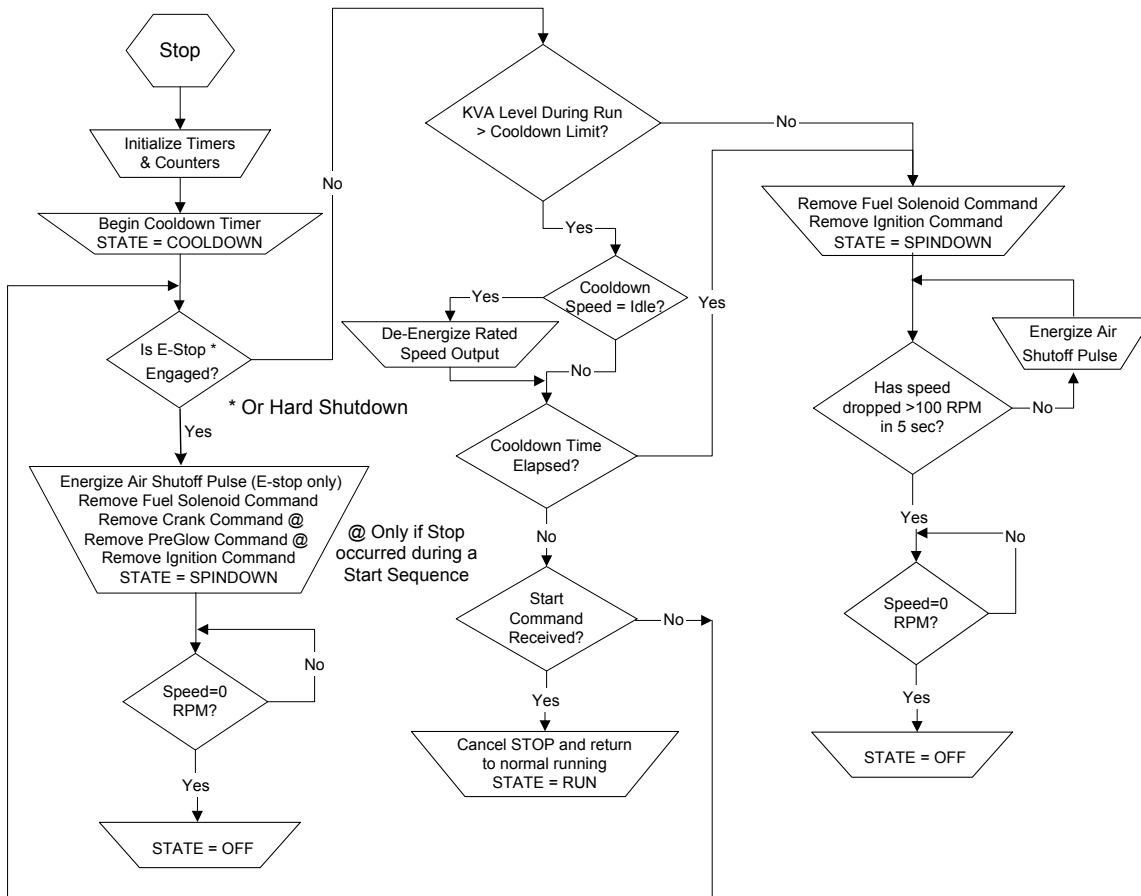 Stop
Initialize Timers
& Counters
Begin Cooldown Timer
STATE = COOLDOWN
Is E-Stop *
Engaged?
No
Yes
* Or Hard Shutdown
Energize Air Shutoff Pulse (E-stop only)
Remove Fuel Solenoid Command
Remove Crank Command @
Remove PreGlow Command @
Remove Ignition Command
STATE = SPINDOWN
@ Only if Stop
occurred during a
Start Sequence
Speed=0
RPM?
No
Yes
STATE = OFF
KVA Level During Run
> Cooldown Limit?
No
Yes
Cooldown
Speed = Idle?
Yes
De-Energize Rated
Speed Output
No
Cooldown Time
Elapsed?
Yes
No
Start
Command
Received?
No
Yes
Cancel STOP and return
to normal running
STATE = RUN
Remove Fuel Solenoid Command
Remove Ignition Command
STATE = SPINDOWN
Energize Air
Shutoff Pulse
Has speed
dropped >100 RPM
in 5 sec?
No
Yes
Speed=0
RPM?
No
Yes
STATE = OFF